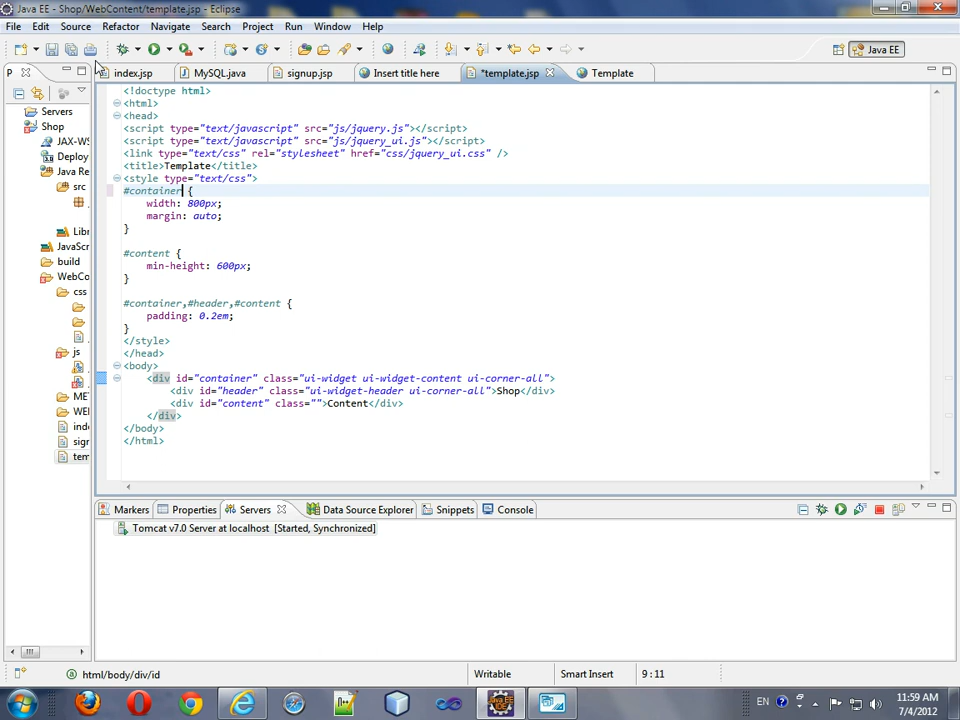 Java EE - Shop/WebContent/template.jsp - Eclipse
File Edit Source Refactor Navigate Search Project Run Window Help
Java EE
P
index.jsp MySQL.java signup.jsp Insert title here *template.jsp Template
Servers
Shop
JAX-WS
Deploy
Java Re
src
Libr
JavaScr
build
WebCo
css
js
ME
WE
inde
sign
tem
<!doctype html>
<html>
<head>
<script type="text/javascript" src="js/jquery.js"></script>
<script type="text/javascript" src="js/jquery_ui.js"></script>
<link type="text/css" rel="stylesheet" href="css/jquery_ui.css" />
<title>Template</title>
<style type="text/css">
#container {
width: 800px;
margin: auto;
}
#content {
min-height: 600px;
}
#container,#header,#content {
padding: 0.2em;
}
</style>
</head>
<body>
<div id="container" class="ui-widget ui-widget-content ui-corner-all">
<div id="header" class="ui-widget-header ui-corner-all">Shop</div>
<div id="content" class="">Content</div>
</div>
</body>
</html>
Markers Properties Servers Data Source Explorer Snippets Console
Tomcat v7.0 Server at localhost [Started, Synchronized]
html/body/div/id
Writable
Smart Insert
9 : 11
Java EE
IDE
EN
11:59 AM
7/4/2012